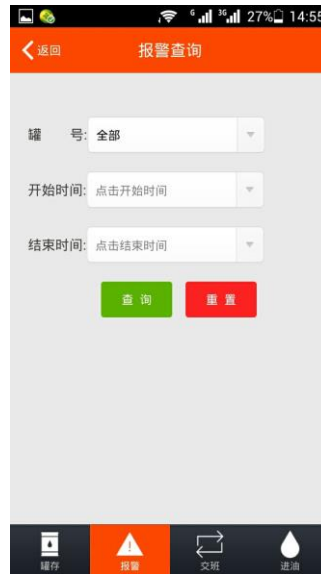 G 3G 27% 14:55
返回 报警查询
罐 号: 全部
开始时间: 点击开始时间
结束时间: 点击结束时间
查询 重置
罐存 报警 交班 进油